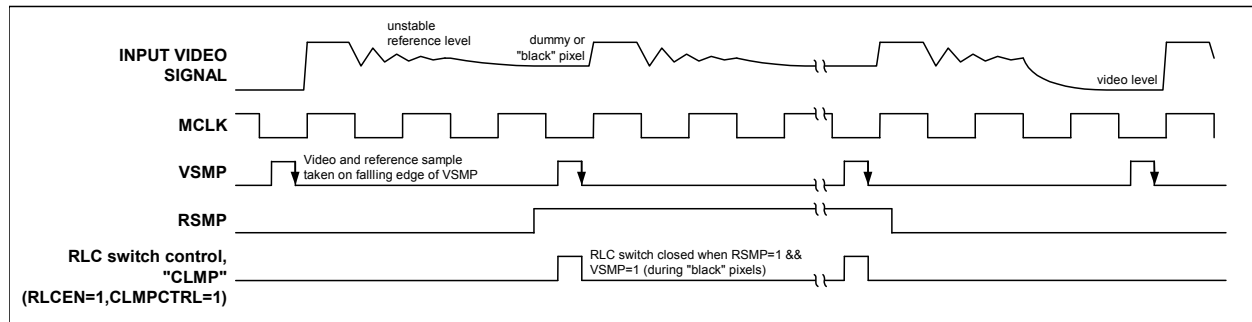 unstable
reference level
dummy or
"black" pixel
INPUT VIDEO
SIGNAL
video level
MCLK
VSMP
Video and reference sample
taken on fallling edge of VSMP
RSMP
RLC switch control,
"CLMP"
(RLCEN=1,CLMPCTRL=1)
RLC switch closed when RSMP=1 &&
VSMP=1 (during "black" pixels)